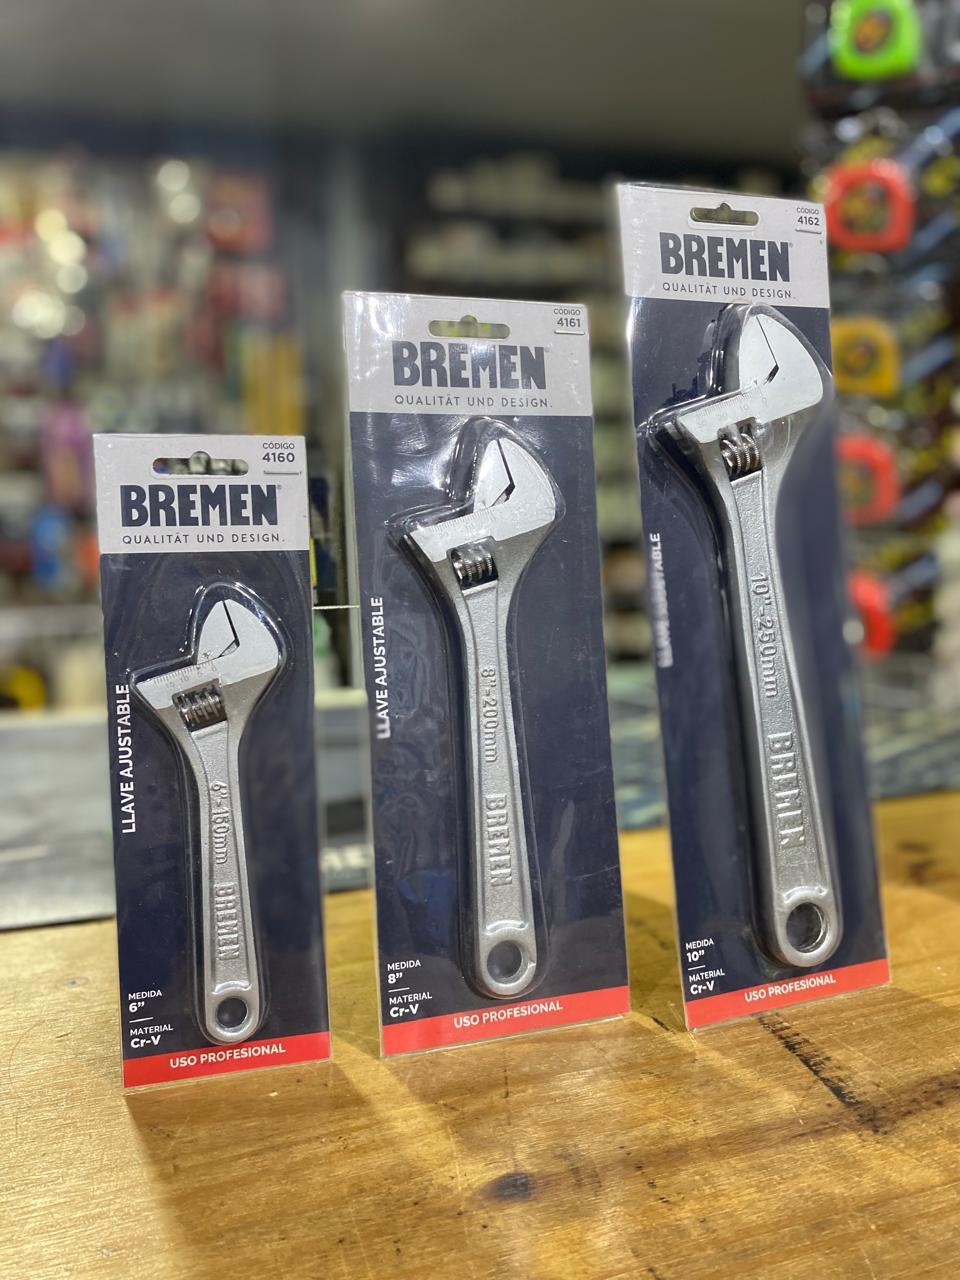 CÓDIGO
4160
BREMEN
QUALITÄT UND DESIGN.
LLAVE AJUSTABLE
6"-150mm BREMEN
MEDIDA
6"
MATERIAL
Cr-V
USO PROFESIONAL
CÓDIGO
4161
BREMEN
QUALITÄT UND DESIGN.
LLAVE AJUSTABLE
8"-200mm BREMEN
MEDIDA
8"
MATERIAL
Cr-V
USO PROFESIONAL
CÓDIGO
4162
BREMEN
QUALITÄT UND DESIGN.
LLAVE AJUSTABLE
10"-250mm BREMEN
MEDIDA
10"
MATERIAL
Cr-V
USO PROFESIONAL